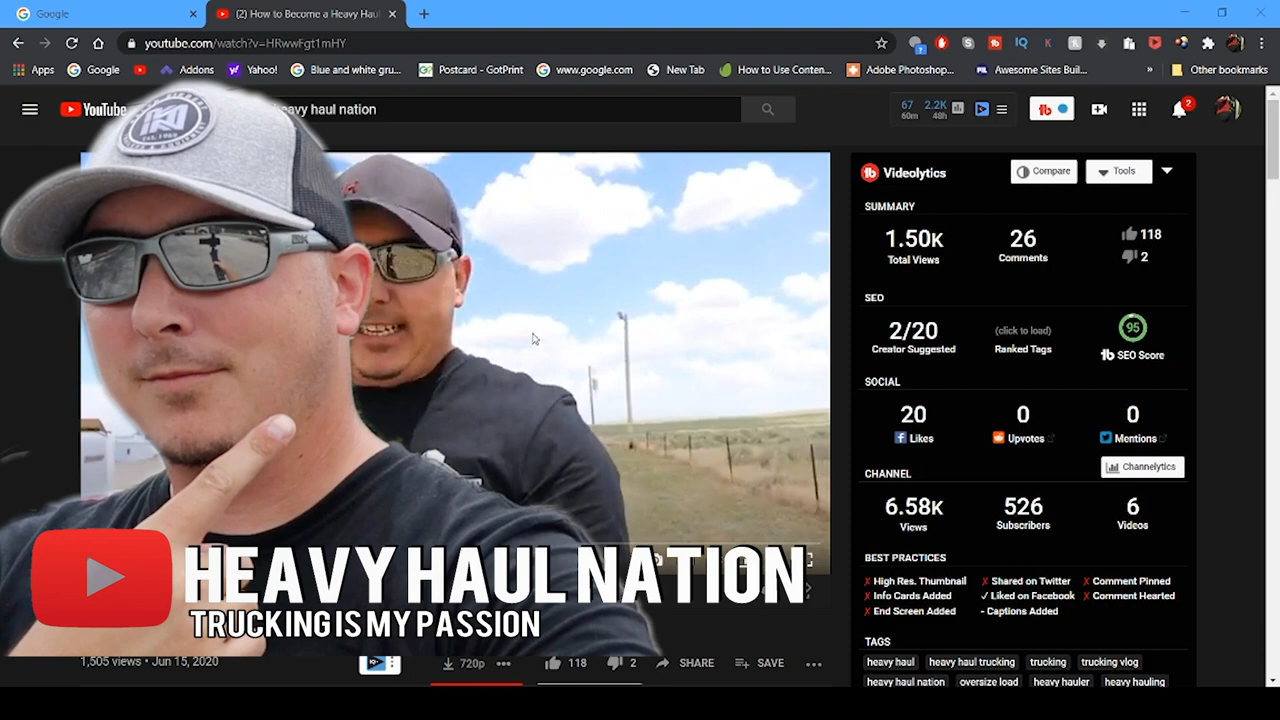 Google
(2) How to Become a Heavy Haul
youtube.com/watch?v=HRwwFgt1mHY
Apps Google Addons Yahoo! Blue and white gru... Postcard - GotPrint www.google.com New Tab How to Use Conten... Adobe Photoshop... Awesome Sites Buil... » Other bookmarks
YouTube heavy haul nation 67 2.2K 2
60m 48h
Videolytics Compare Tools
SUMMARY
1.50K 26 118
Total Views Comments 2
SEO
2/20 (click to load) 95
Creator Suggested Ranked Tags tb SEO Score
SOCIAL
20 0 0
Likes Upvotes Mentions
CHANNEL Channelytics
6.58K 526 6
Views Subscribers Videos
BEST PRACTICES
✗ High Res. Thumbnail ✗ Shared on Twitter ✗ Comment Pinned
✗ Info Cards Added ✓ Liked on Facebook ✗ Comment Hearted
✗ End Screen Added - Captions Added
TAGS
heavy haul heavy haul trucking trucking trucking vlog
heavy haul nation oversize load heavy hauler heavy hauling
HEAVY HAUL NATION
TRUCKING IS MY PASSION
1,505 views • Jun 15, 2020 720p 118 2 SHARE SAVE